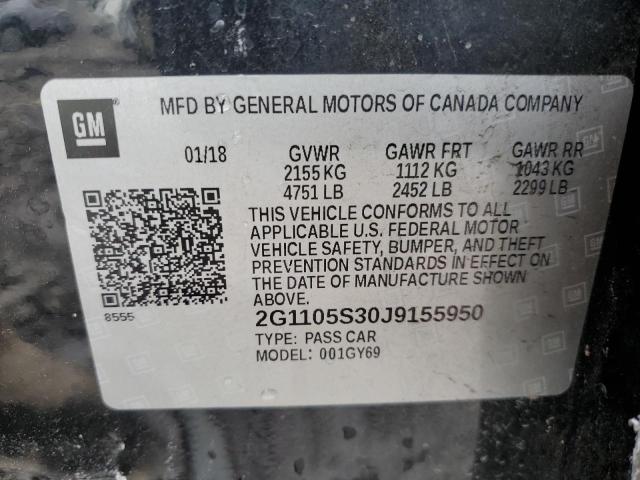 GM ®
MFD BY GENERAL MOTORS OF CANADA COMPANY
01/18 GVWR GAWR FRT GAWR RR
2155 KG 1112 KG 1043 KG
4751 LB 2452 LB 2299 LB
THIS VEHICLE CONFORMS TO ALL
APPLICABLE U.S. FEDERAL MOTOR
VEHICLE SAFETY, BUMPER, AND THEFT
PREVENTION STANDARDS IN EFFECT ON
THE DATE OF MANUFACTURE SHOWN
ABOVE.
8555
2G1105S30J9155950
TYPE: PASS CAR
MODEL: 001GY69